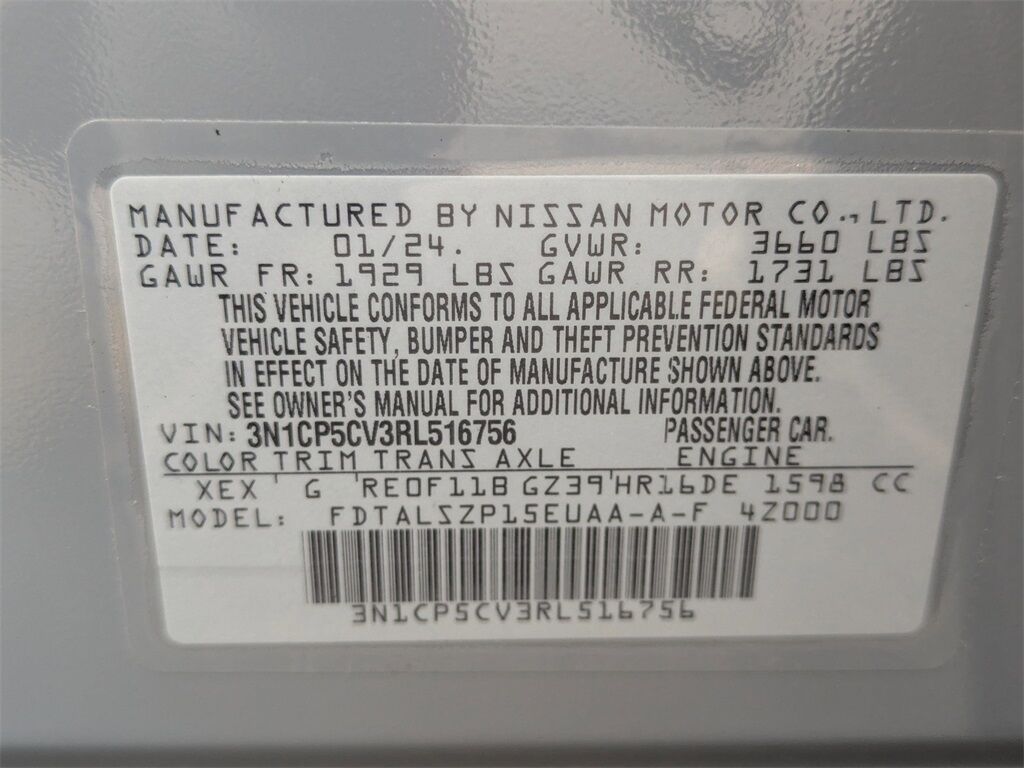 MANUFACTURED BY NISSAN MOTOR CO., LTD.
DATE: 01/24. GVWR: 3660 LBS
GAWR FR: 1929 LBS GAWR RR: 1731 LBS
THIS VEHICLE CONFORMS TO ALL APPLICABLE FEDERAL MOTOR
VEHICLE SAFETY, BUMPER AND THEFT PREVENTION STANDARDS
IN EFFECT ON THE DATE OF MANUFACTURE SHOWN ABOVE.
SEE OWNER'S MANUAL FOR ADDITIONAL INFORMATION.
VIN: 3N1CP5CV3RL516756 PASSENGER CAR.
COLOR TRIM TRANS AXLE ENGINE
XEX ' G ' RE0F11B GZ39 ' HR16DE 1598 CC
MODEL: FDTALSZP15EUAA-A-F 4Z000
3N1CP5CV3RL516756